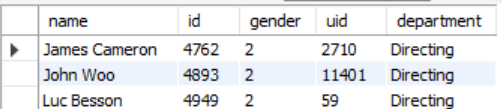 name id gender uid department
James Cameron 4762 2 2710 Directing
John Woo 4893 2 11401 Directing
Luc Besson 4949 2 59 Directing